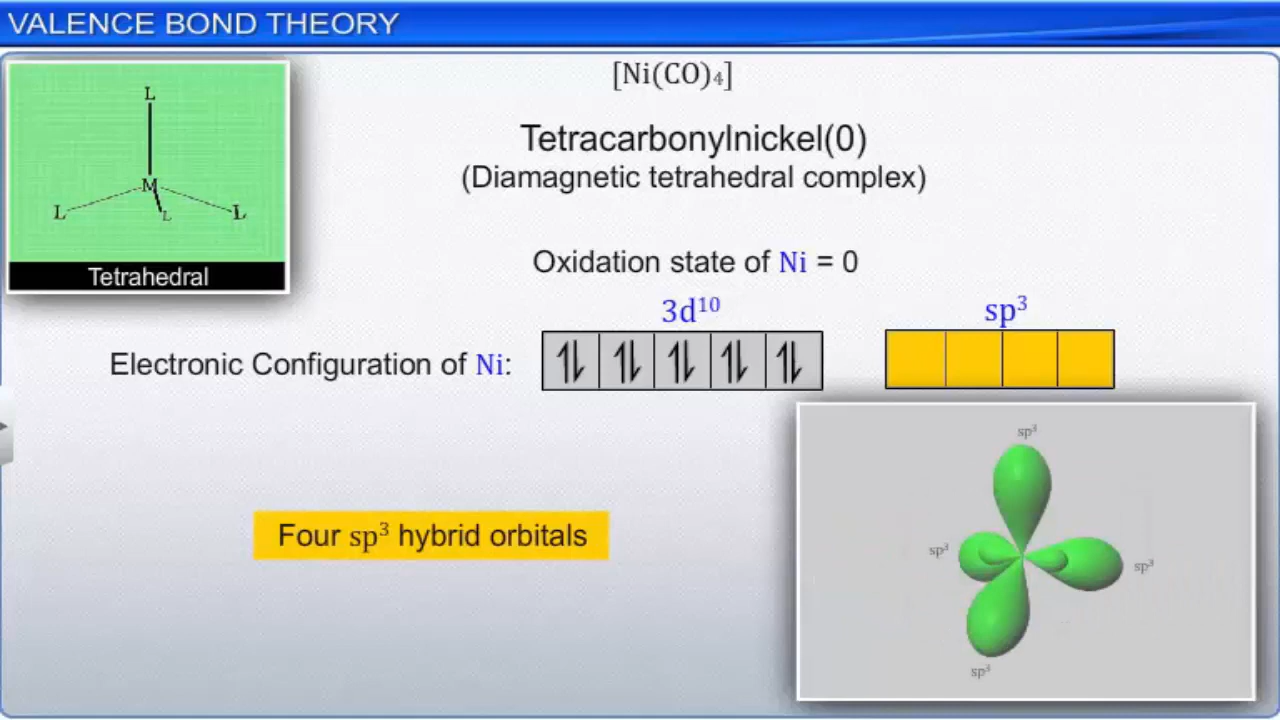 VALENCE BOND THEORY
[Ni(CO)₄]
Tetracarbonylnickel(0)
(Diamagnetic tetrahedral complex)
L
M
L L L
Tetrahedral
Oxidation state of Ni = 0
3d¹⁰ sp³
Electronic Configuration of Ni: ⥮ ⥮ ⥮ ⥮ ⥮
Four sp³ hybrid orbitals
sp³
sp³
sp³
sp³